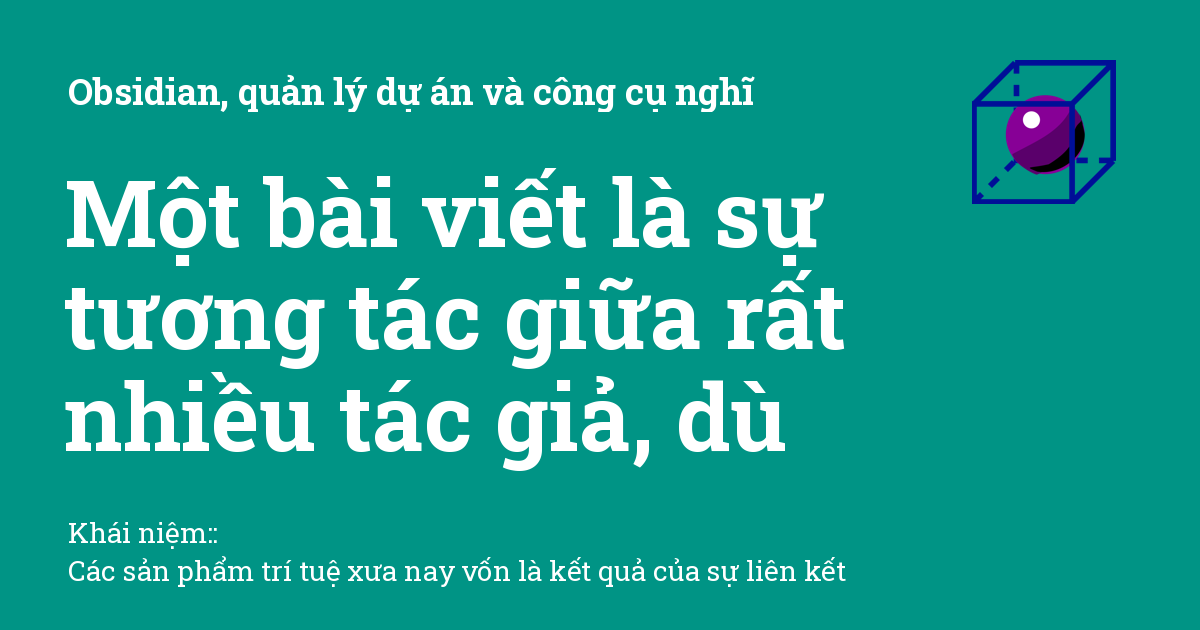 Obsidian, quản lý dự án và công cụ nghĩ
Một bài viết là sự
tương tác giữa rất
nhiều tác giả, dù
Khái niệm::
Các sản phẩm trí tuệ xưa nay vốn là kết quả của sự liên kết